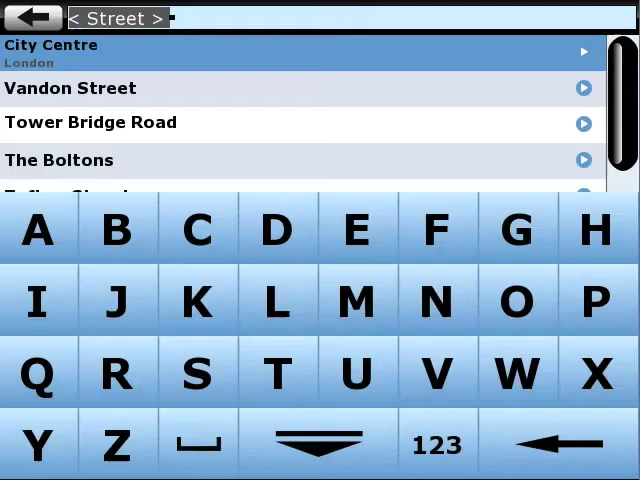 < Street >
City Centre
London
Vandon Street
Tower Bridge Road
The Boltons
A B C D E F G H
I J K L M N O P
Q R S T U V W X
Y Z 123